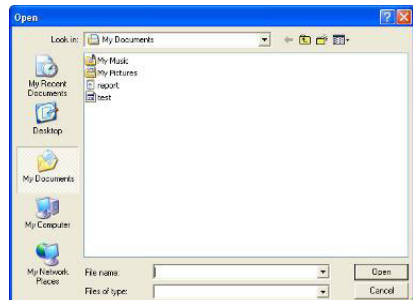 Open
Look in: My Documents
My Music
My Pictures
report
test
My Recent
Documents
Desktop
My Documents
My Computer
My Network
Places
File name: Open
Files of type: Cancel